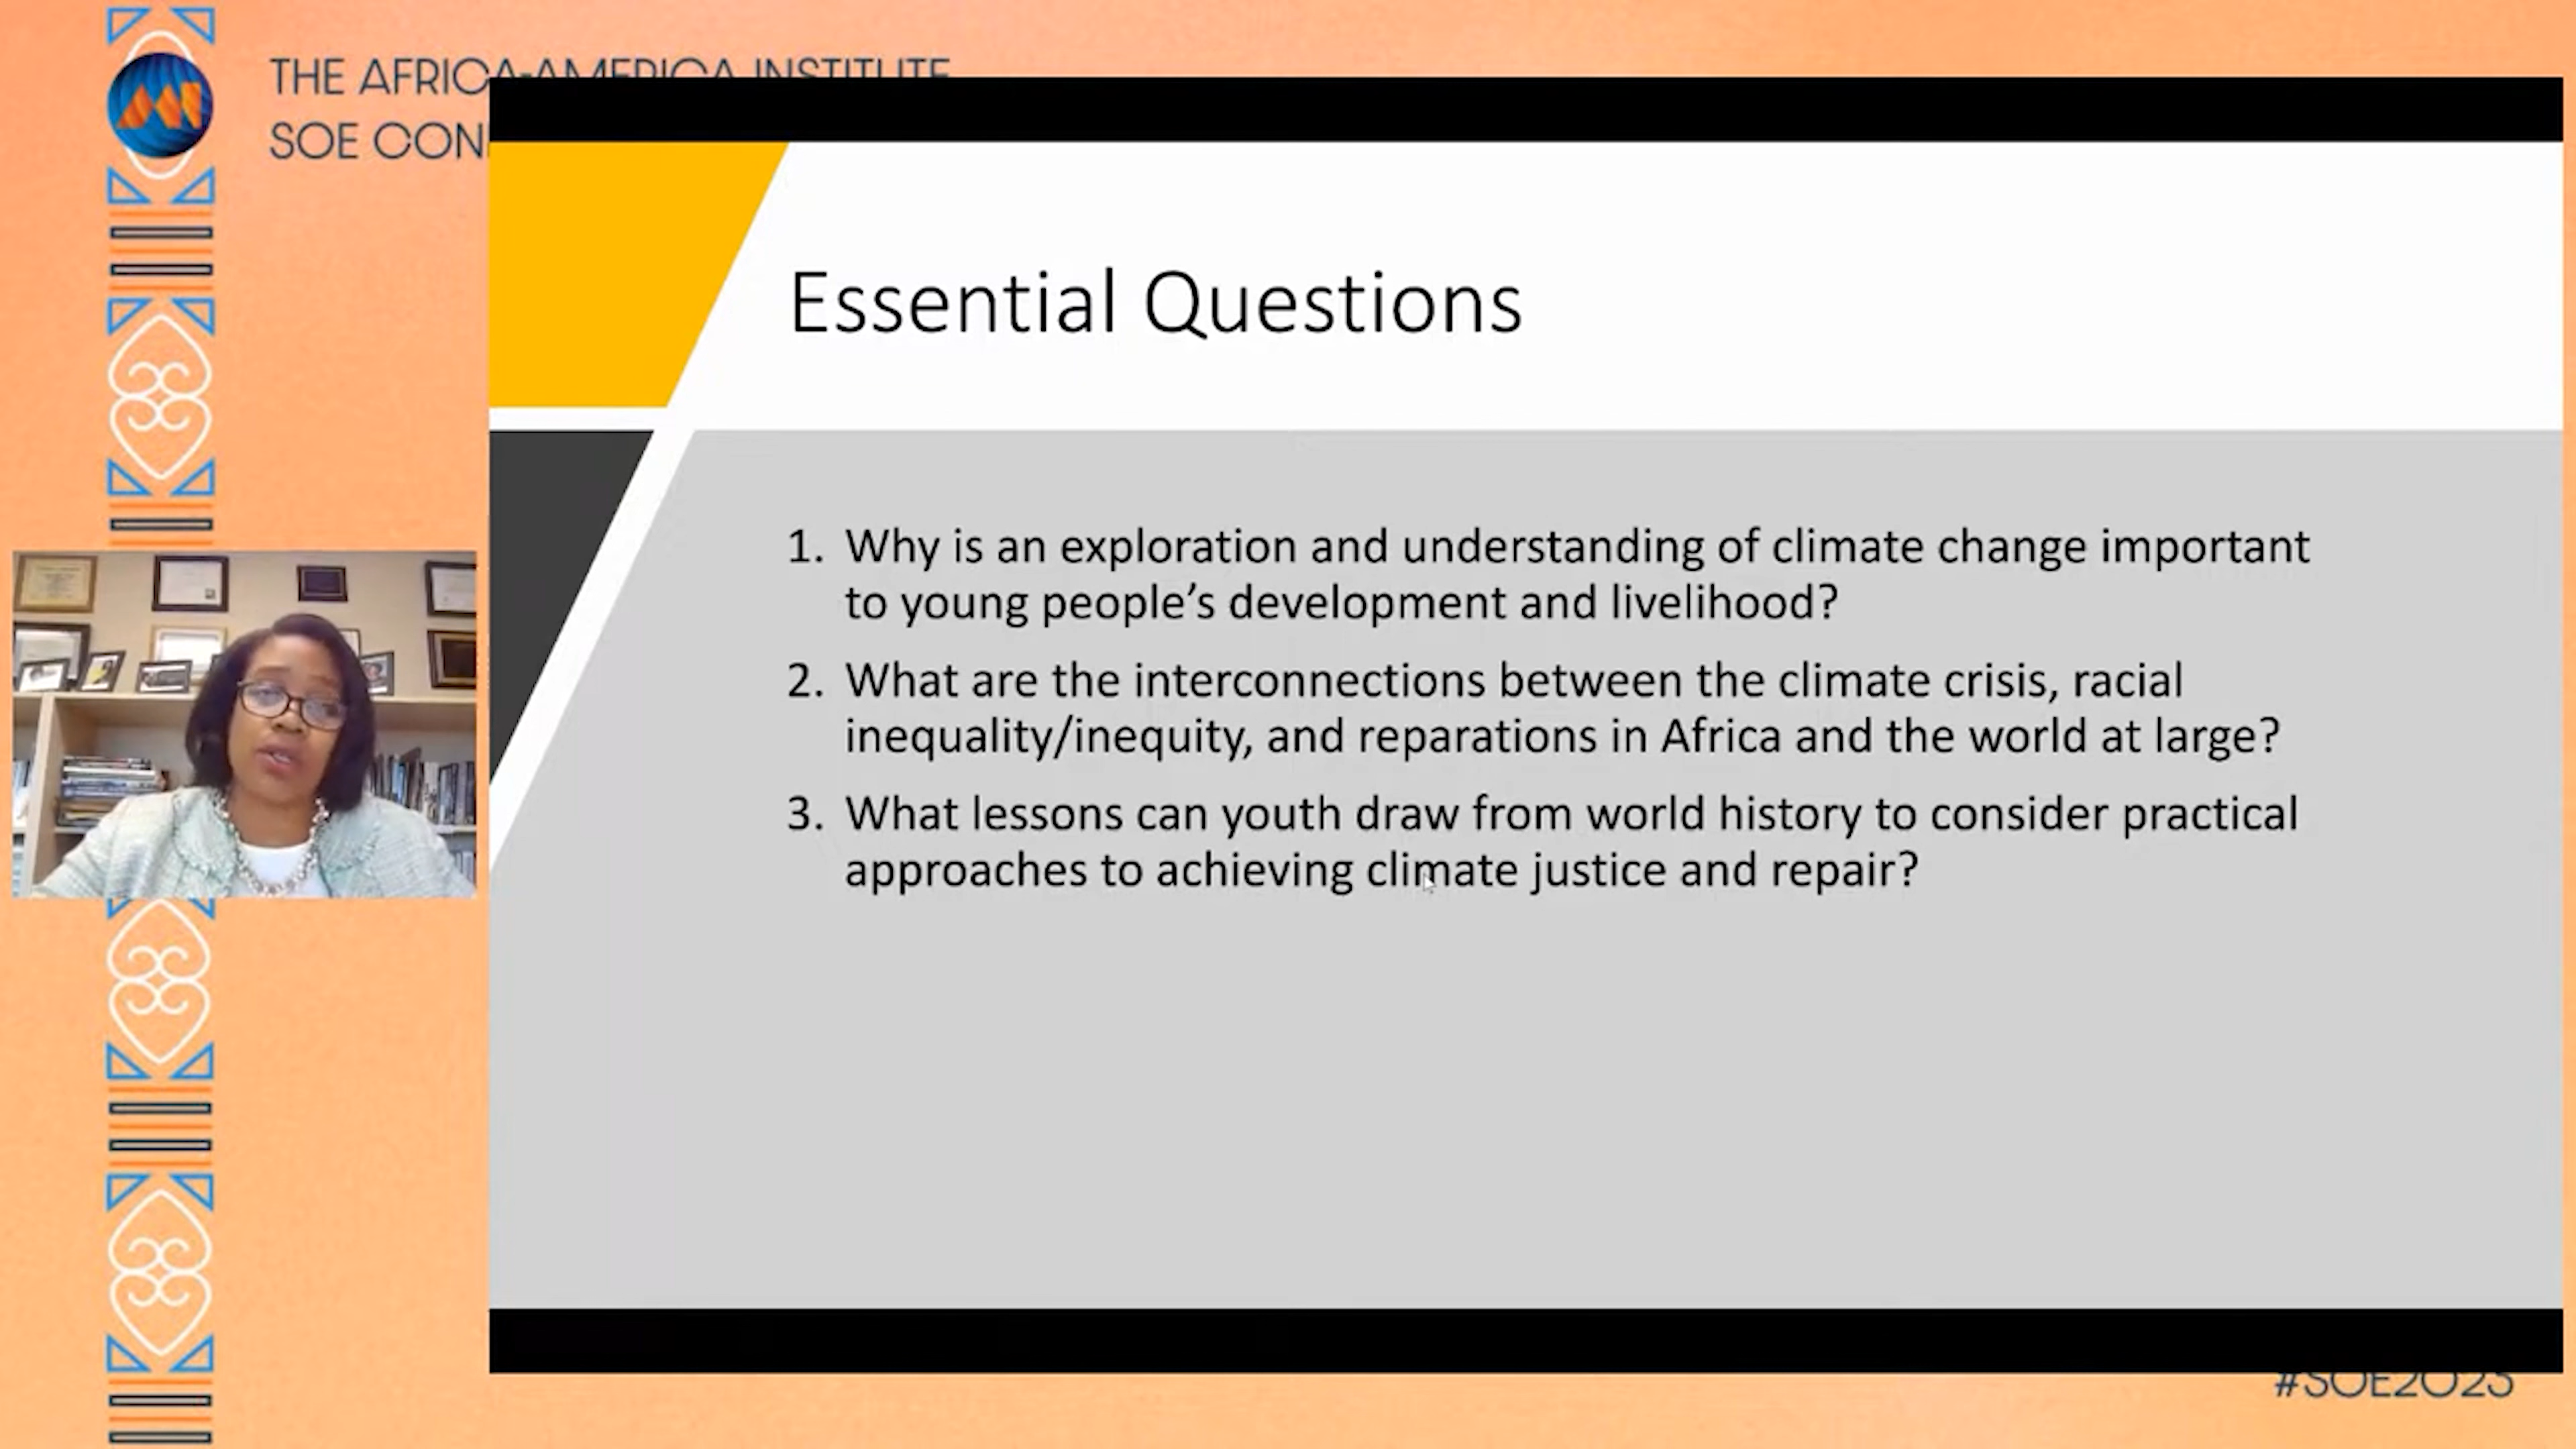 THE AFRICA-AMERICA INSTITUTE
SOE CON
Essential Questions
1. Why is an exploration and understanding of climate change important
to young people’s development and livelihood?
2. What are the interconnections between the climate crisis, racial
inequality/inequity, and reparations in Africa and the world at large?
3. What lessons can youth draw from world history to consider practical
approaches to achieving climate justice and repair?
#SOE2023